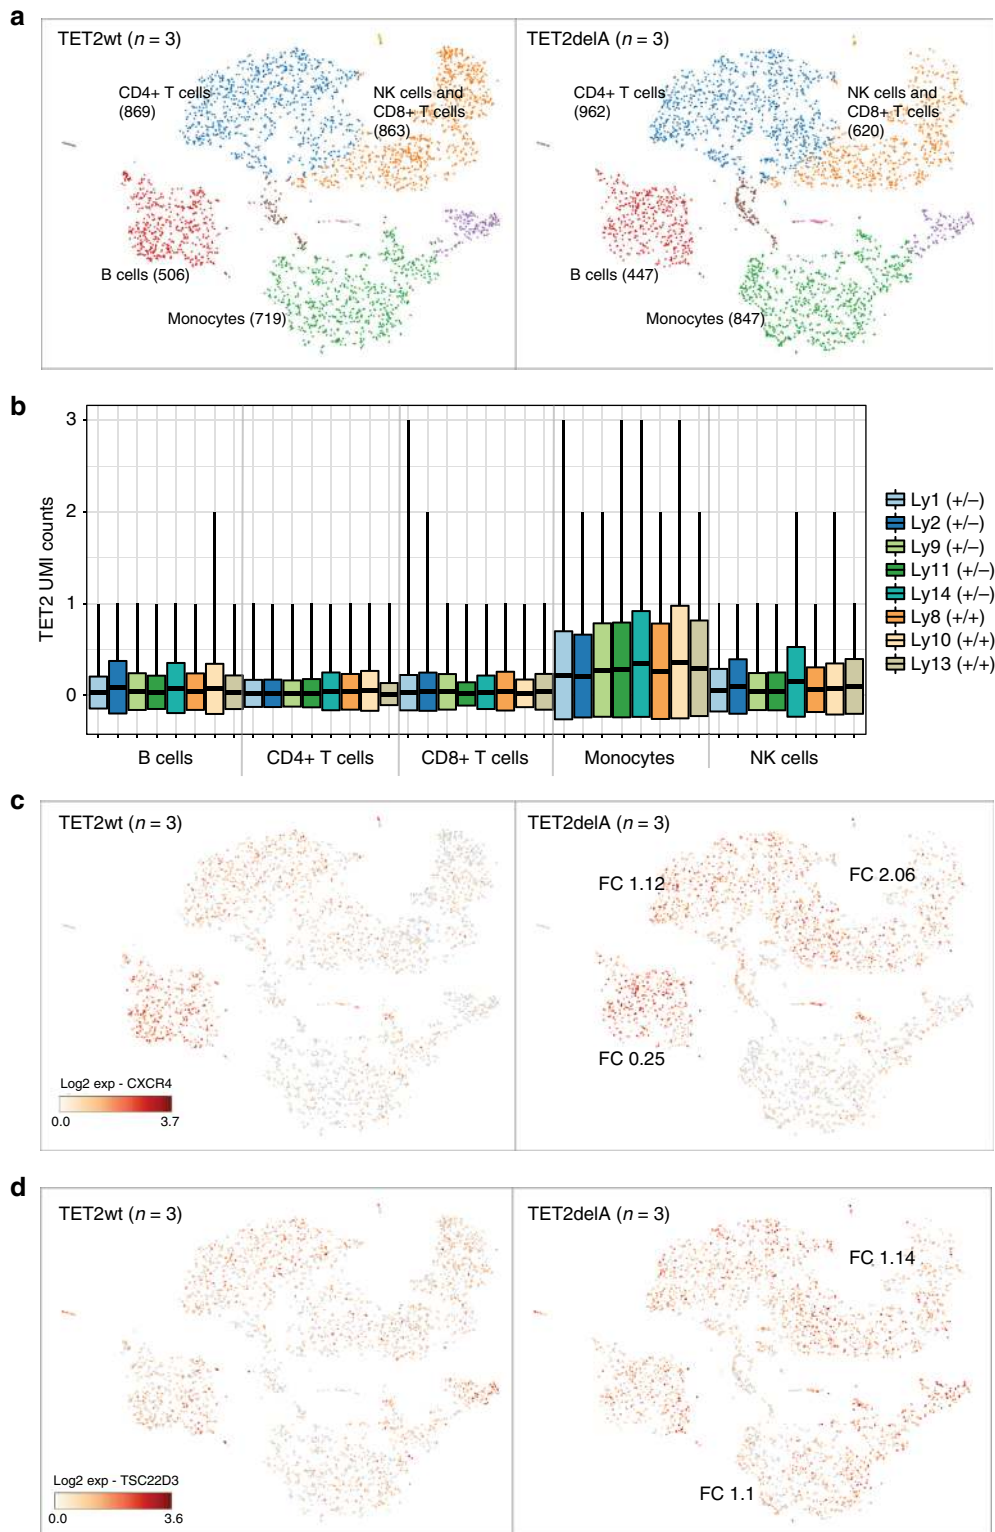 a
TET2wt (n = 3)
CD4+ T cells
(869)
NK cells and
CD8+ T cells
(863)
B cells (506)
Monocytes (719)
TET2delA (n = 3)
CD4+ T cells
(962)
NK cells and
CD8+ T cells
(620)
B cells (447)
Monocytes (847)
b
TET2 UMI counts
3
2
1
0
B cells
CD4+ T cells
CD8+ T cells
Monocytes
NK cells
Ly1 (+/–)
Ly2 (+/–)
Ly9 (+/–)
Ly11 (+/–)
Ly14 (+/–)
Ly8 (+/+)
Ly10 (+/+)
Ly13 (+/+)
c
TET2wt (n = 3)
Log2 exp - CXCR4
0.0
3.7
TET2delA (n = 3)
FC 1.12
FC 2.06
FC 0.25
d
TET2wt (n = 3)
Log2 exp - TSC22D3
0.0
3.6
TET2delA (n = 3)
FC 1.14
FC 1.1